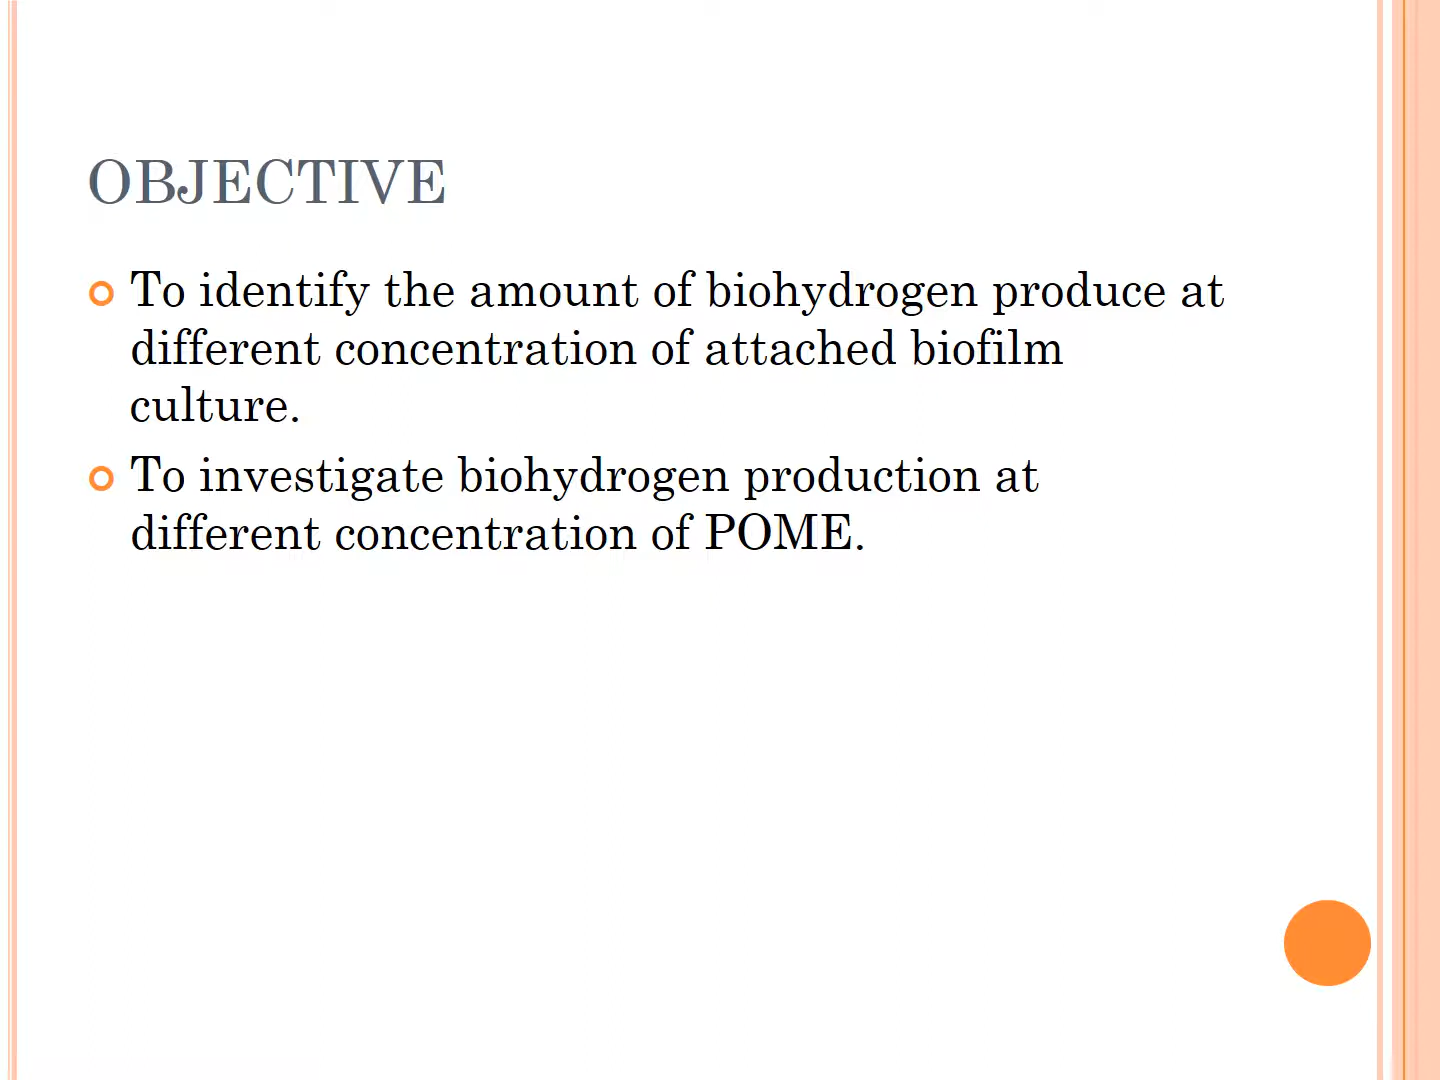 OBJECTIVE
To identify the amount of biohydrogen produce at
different concentration of attached biofilm
culture.
To investigate biohydrogen production at
different concentration of POME.